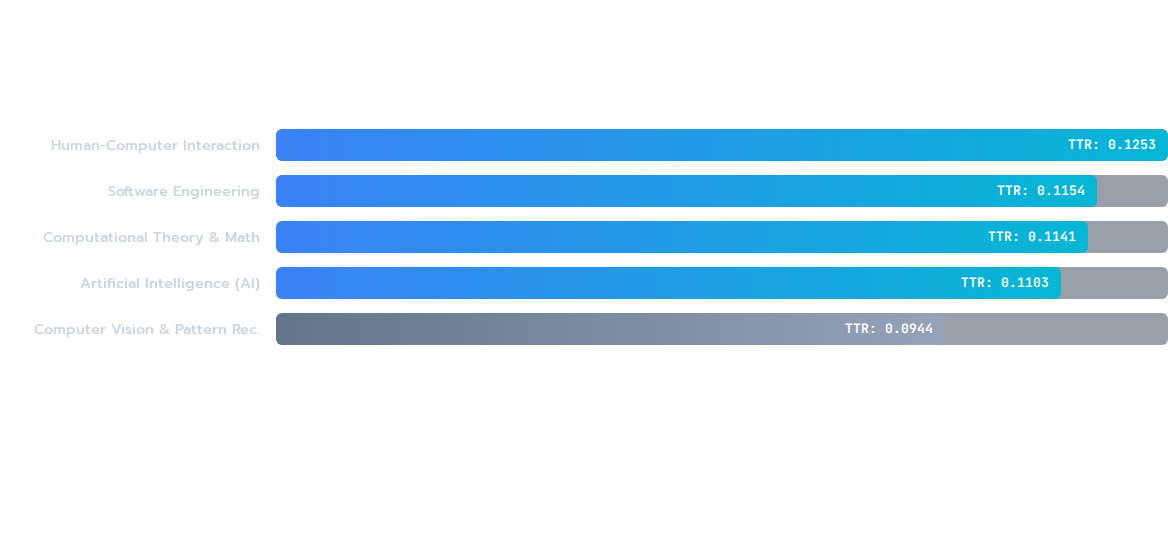 Human-Computer Interaction TTR: 0.1253
Software Engineering TTR: 0.1154
Computational Theory & Math TTR: 0.1141
Artificial Intelligence (AI) TTR: 0.1103
Computer Vision & Pattern Rec. TTR: 0.0944